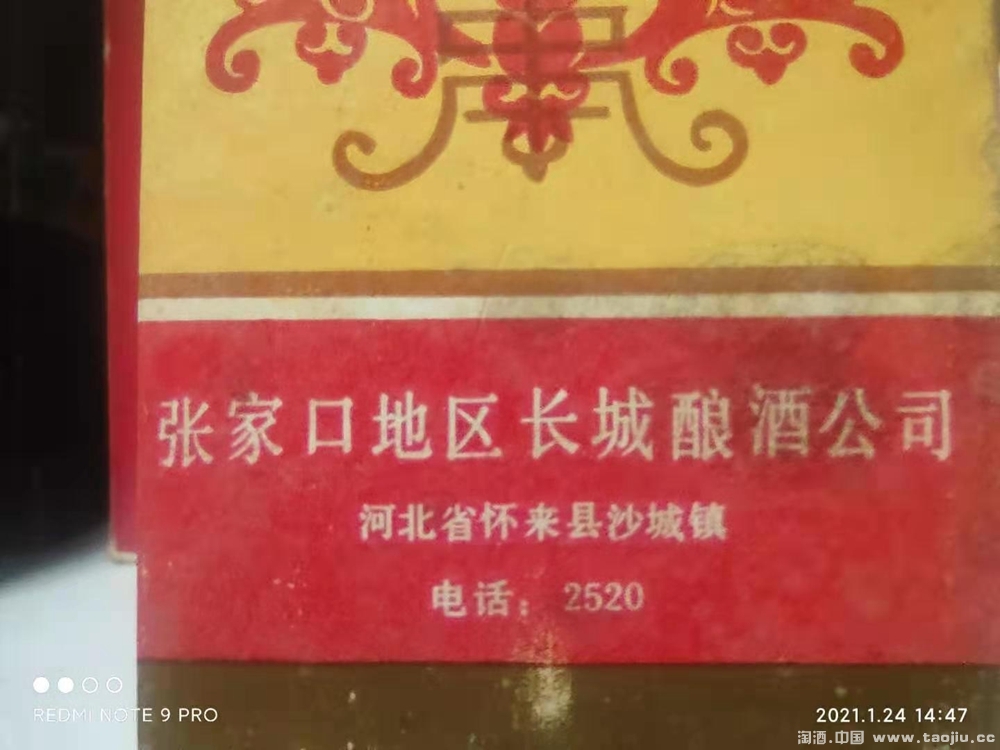 张家口地区长城酿酒公司
河北省怀来县沙城镇
电话：2520
REDMI NOTE 9 PRO
2021.1.24 14:47
淘酒.中国 www.taojiu.cc